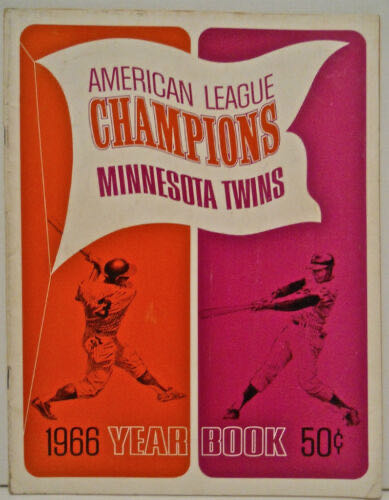 AMERICAN LEAGUE
CHAMPIONS
MINNESOTA TWINS
3
1966 YEAR BOOK 50¢